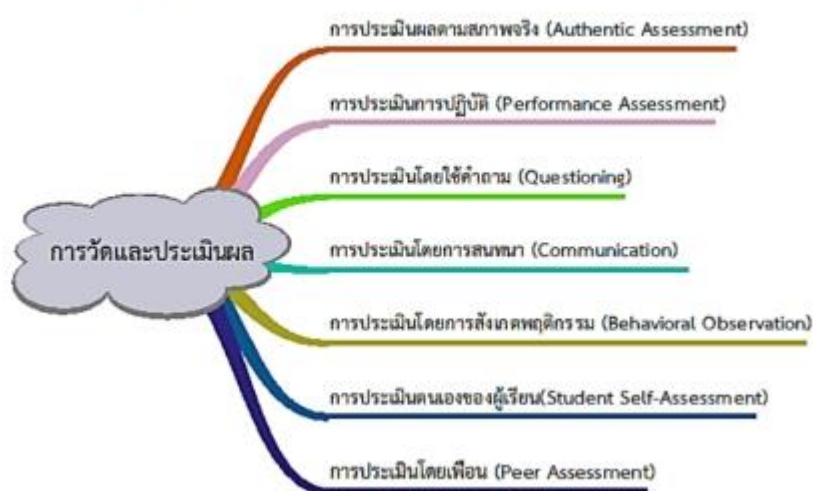 การประเมินผลตามสภาพจริง (Authentic Assessment)
การประเมินการปฏิบัติ (Performance Assessment)
การประเมินโดยใช้คำถาม (Questioning)
การวัดและประเมินผล
การประเมินโดยการสนทนา (Communication)
การประเมินโดยการสังเกตพฤติกรรม (Behavioral Observation)
การประเมินตนเองของผู้เรียน(Student Self-Assessment)
การประเมินโดยเพื่อน (Peer Assessment)